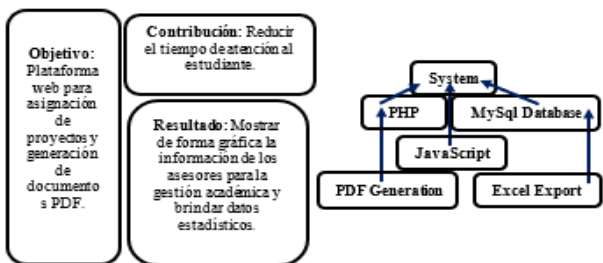 Objetivo:
Plataforma
web para
asignación
de
proyectos y
generación
de
documento
s PDF.
Contribución: Reducir
el tiempo de atención al
estudiante.
Resultado: Mostrar
de forma gráfica la
información de los
asesores para la
gestión académica y
brindar datos
estadísticos.
System
PHP
MySql Database
JavaScript
PDF Generation
Excel Export